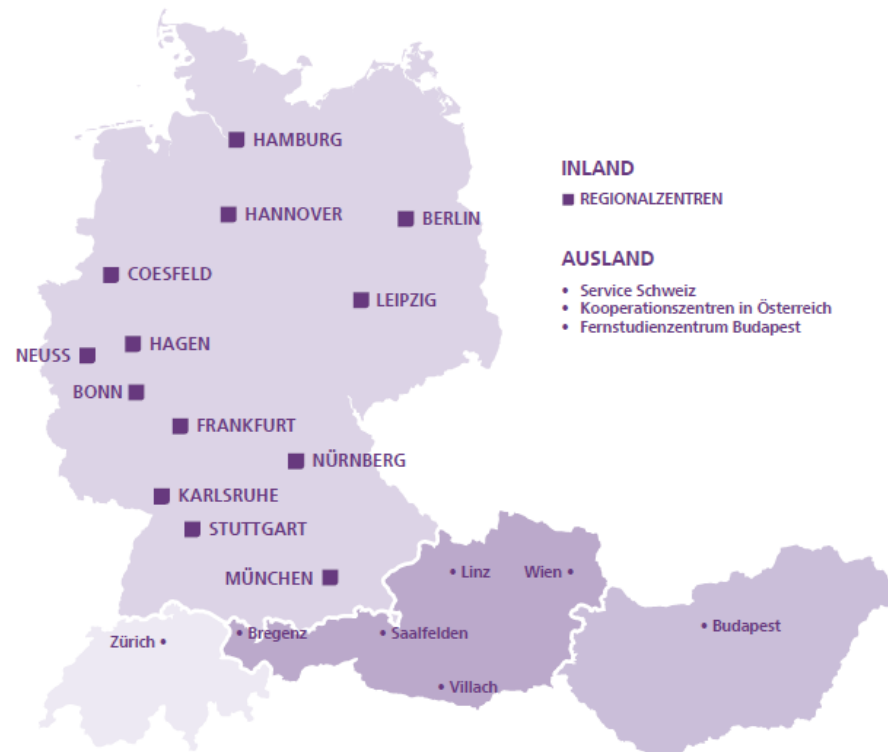 HAMBURG
HANNOVER
BERLIN
COESFELD
LEIPZIG
HAGEN
NEUSS
BONN
FRANKFURT
NÜRNBERG
KARLSRUHE
STUTTGART
MÜNCHEN
• Linz
Wien •
• Bregenz
• Saalfelden
Zürich •
• Villach
• Budapest
INLAND
REGIONALZENTREN
AUSLAND
• Service Schweiz
• Kooperationszentren in Österreich
• Fernstudienzentrum Budapest